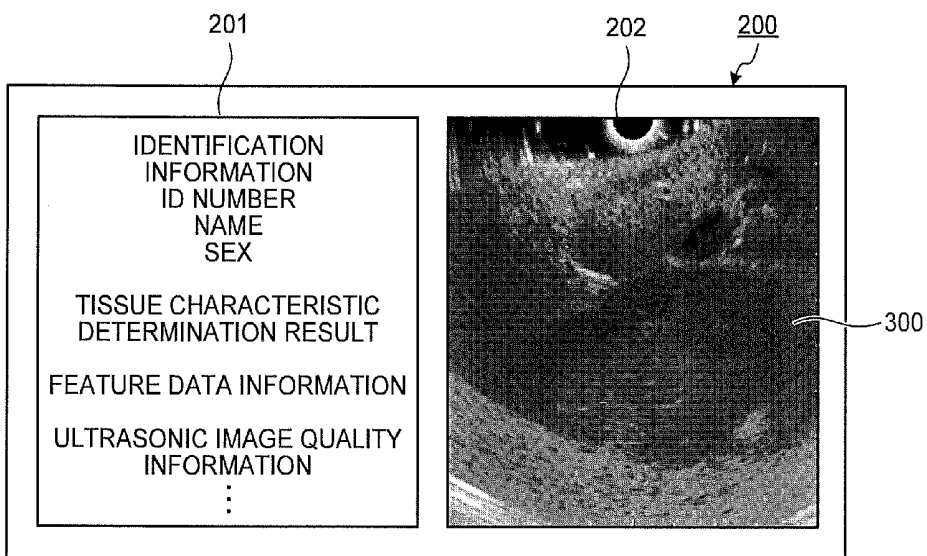 201
202
200
IDENTIFICATION
INFORMATION
ID NUMBER
NAME
SEX
TISSUE CHARACTERISTIC
DETERMINATION RESULT
FEATURE DATA INFORMATION
ULTRASONIC IMAGE QUALITY
INFORMATION
300